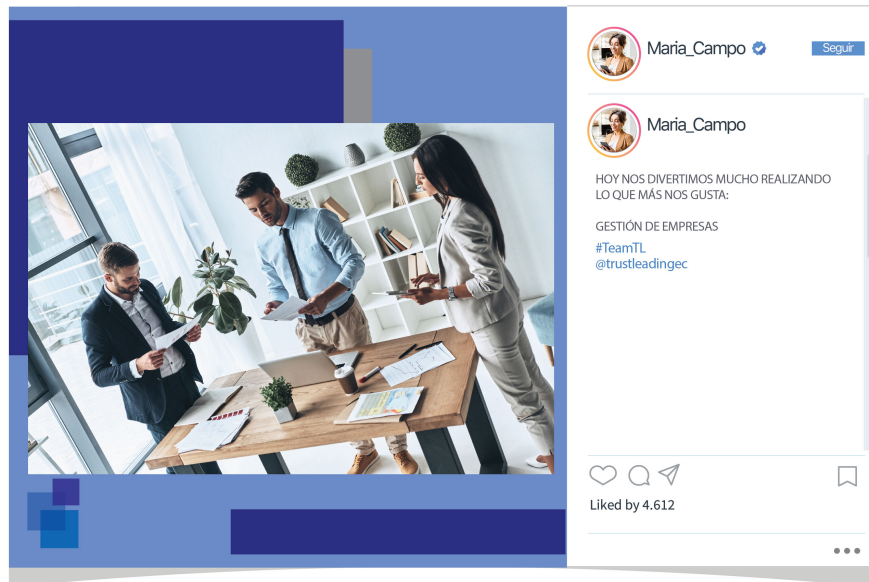 Maria_Campo
Seguir
Maria_Campo
HOY NOS DIVERTIMOS MUCHO REALIZANDO
LO QUE MÁS NOS GUSTA:
GESTIÓN DE EMPRESAS
#TeamTL
@trustleadingec
Liked by 4.612